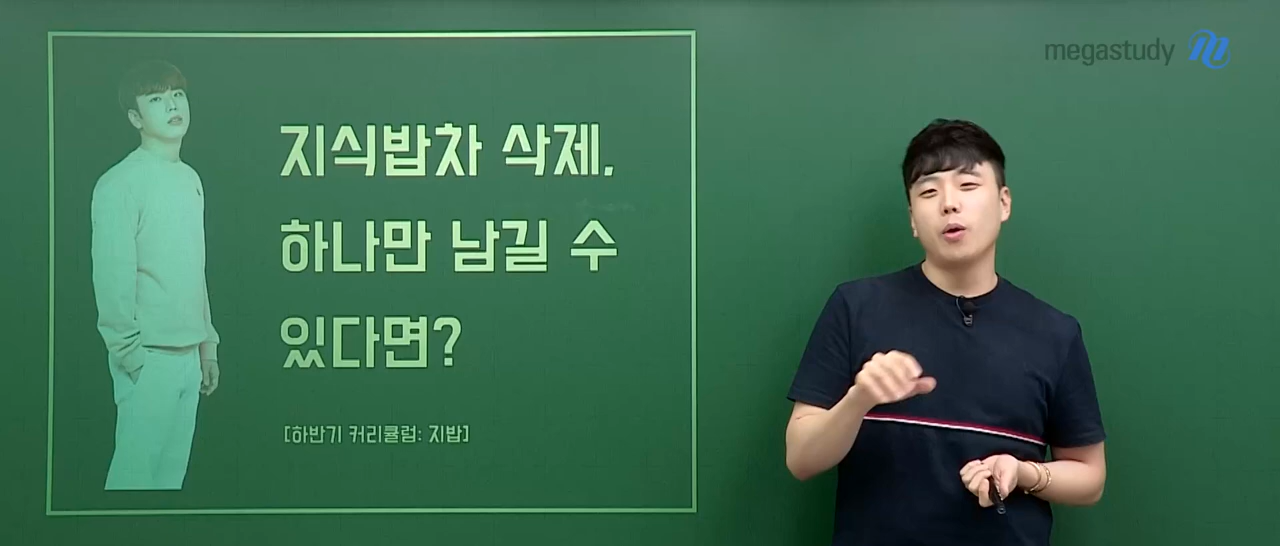 megastudy
지식밥차 삭제.
하나만 남길 수
있다면?
[하반기 커리큘럼: 지밥]